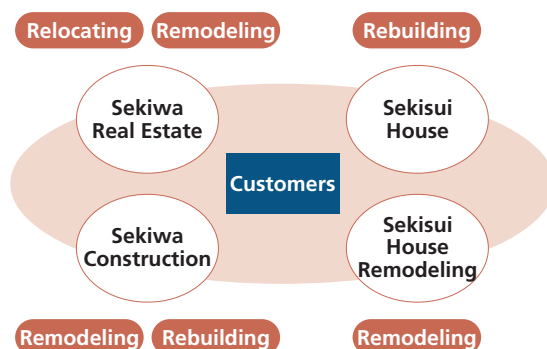 Relocating Remodeling Rebuilding
Sekiwa
Real Estate
Sekisui
House
Customers
Sekiwa
Construction
Sekisui
House
Remodeling
Remodeling Rebuilding Remodeling